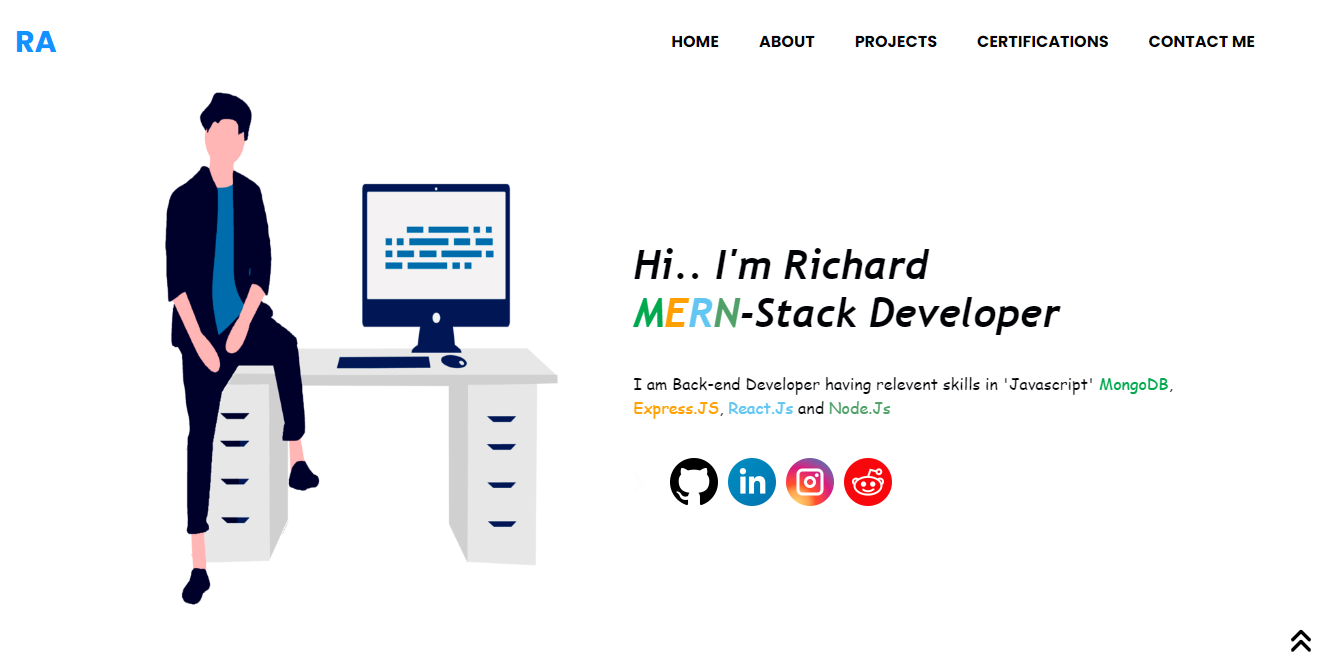 RA
HOME ABOUT PROJECTS CERTIFICATIONS CONTACT ME
Hi.. I'm Richard
MERN-Stack Developer
I am Back-end Developer having relevent skills in 'Javascript' MongoDB,
Express.JS, React.Js and Node.Js
in